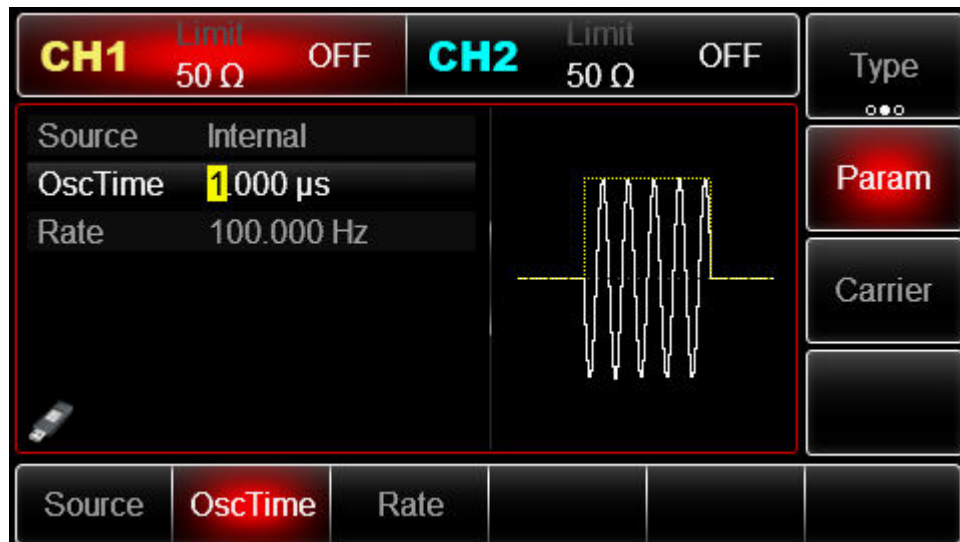 CH1 Limit 50 Ω OFF
CH2 Limit 50 Ω OFF
Type
Source Internal
OscTime 1.000 µs
Rate 100.000 Hz
Param
Carrier
Source OscTime Rate